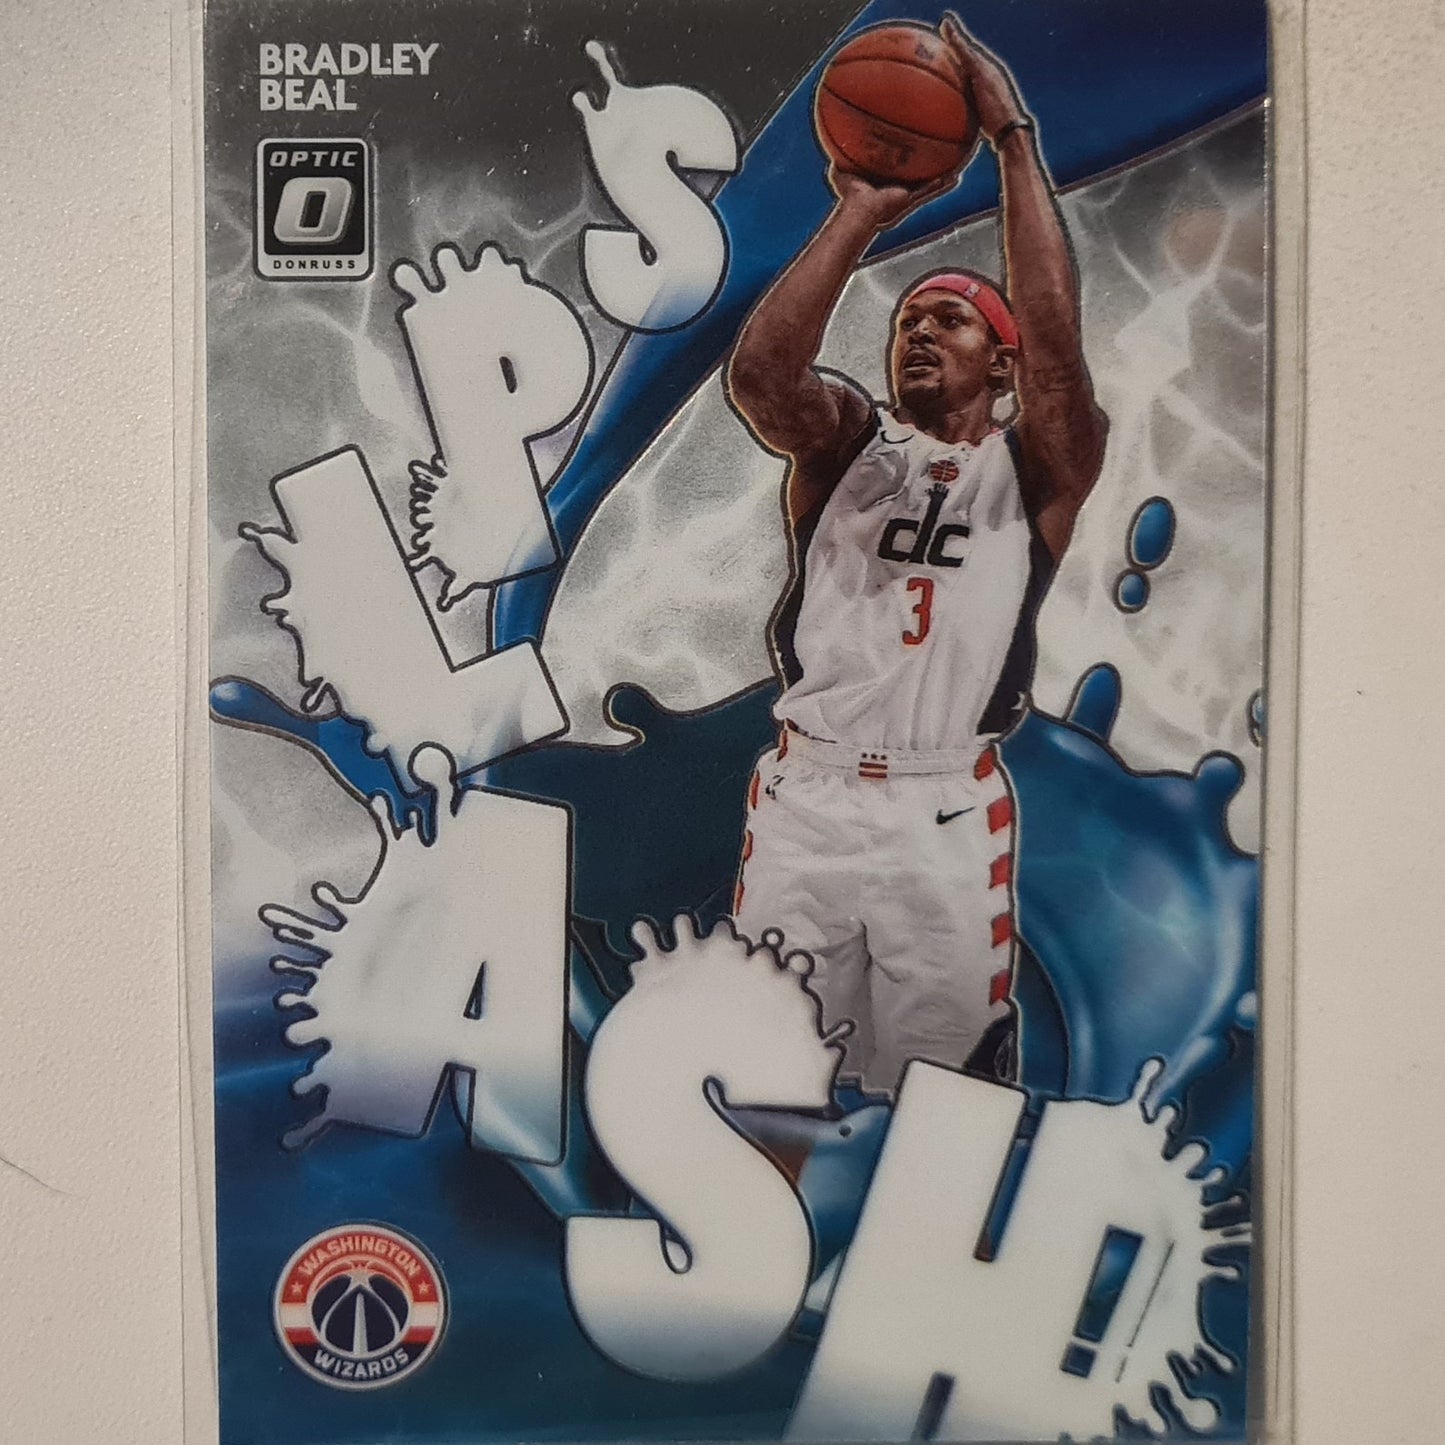 BRADLEY
BEAL
OPTIC
DONRUSS
SPLASH!
dc
3
WASHINGTON
WIZARDS